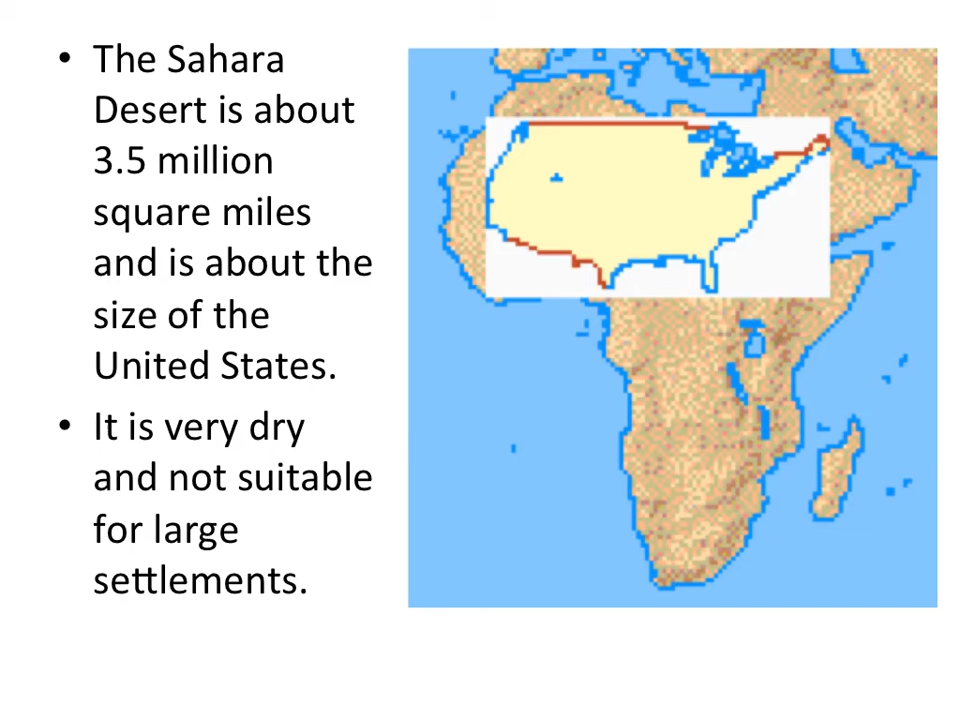 • The Sahara
Desert is about
3.5 million
square miles
and is about the
size of the
United States.
• It is very dry
and not suitable
for large
settlements.